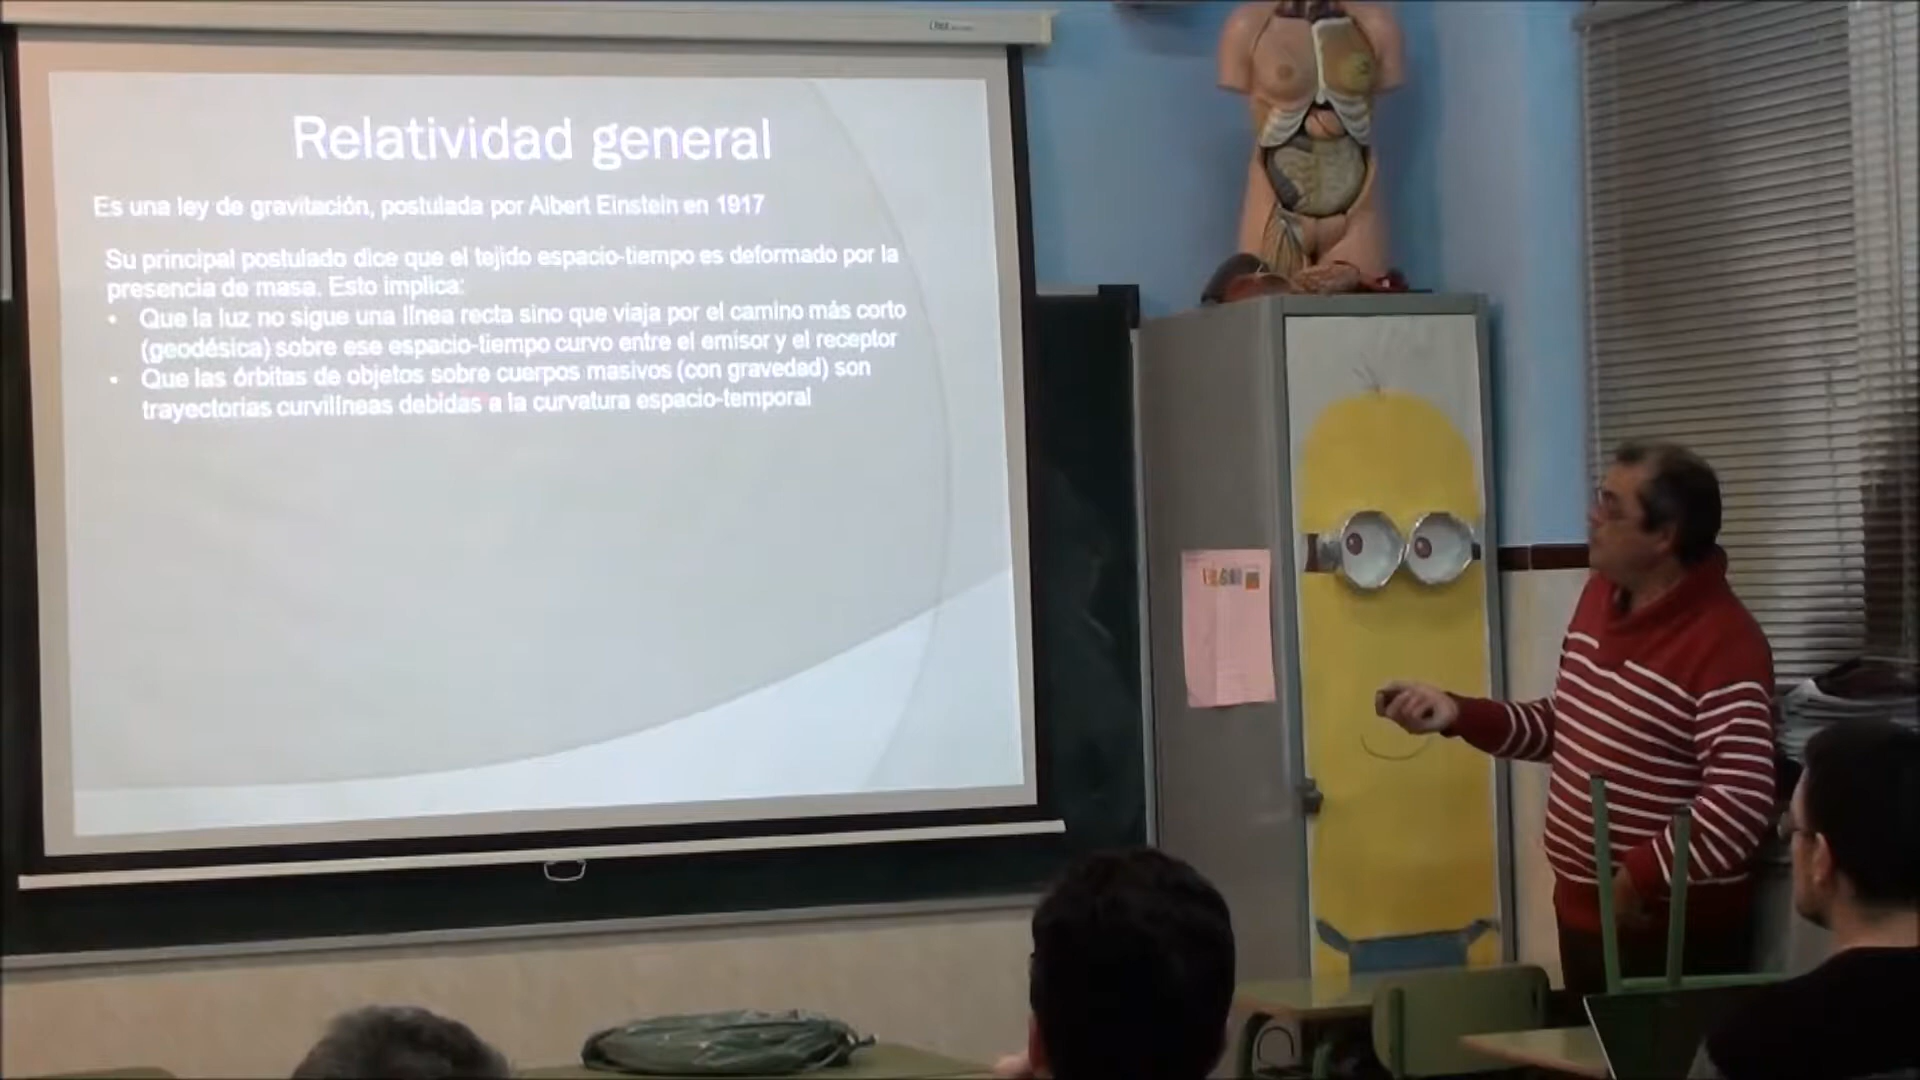 Relatividad general
Es una ley de gravitación, postulada por Albert Einstein en 1917
Su principal postulado dice que el tejido espacio-tiempo es deformado por la
presencia de masa. Esto implica:
• Que la luz no sigue una línea recta sino que viaja por el camino más corto
(geodésica) sobre ese espacio-tiempo curvo entre el emisor y el receptor
• Que las órbitas de objetos sobre cuerpos masivos (con gravedad) son
trayectorias curvilíneas debidas a la curvatura espacio-temporal